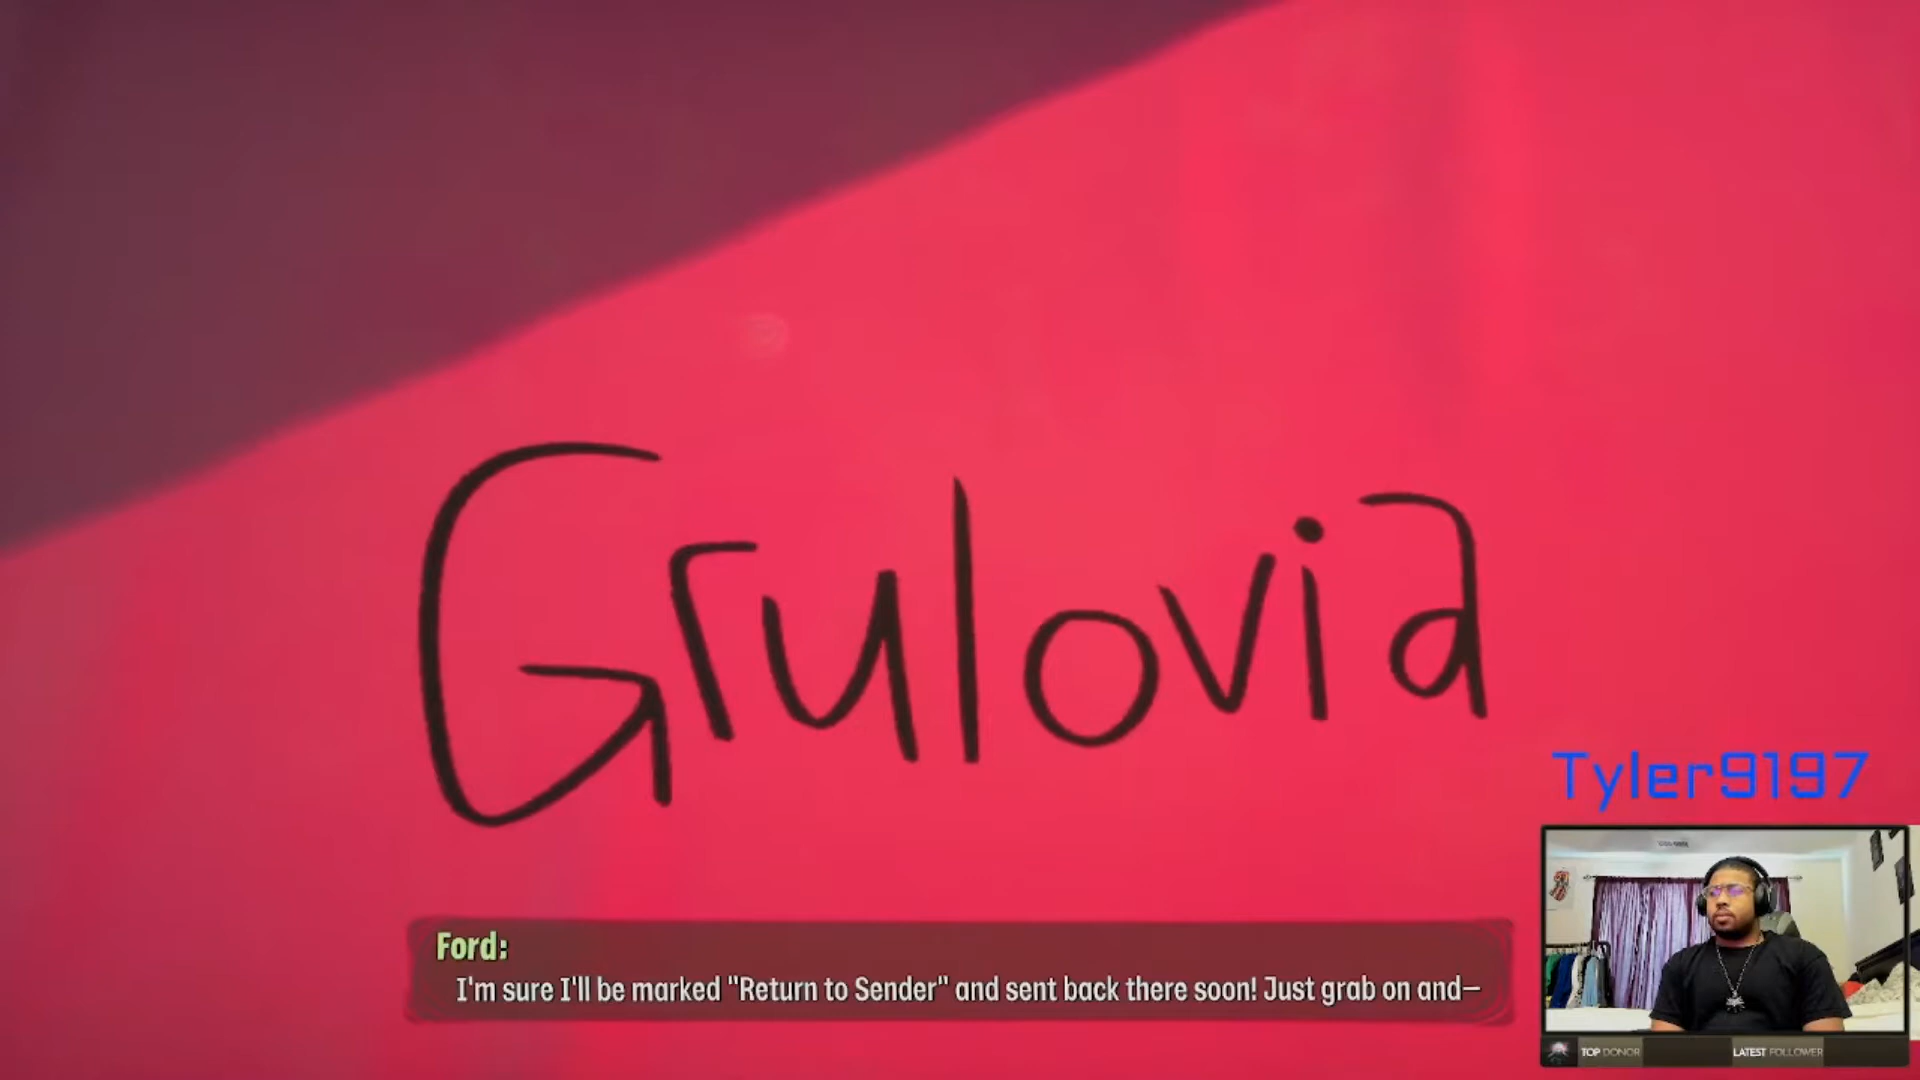 Grulovia
Tyler9197
Ford:
I'm sure I'll be marked "Return to Sender" and sent back there soon! Just grab on and—
TOP DONOR
LATEST FOLLOWER